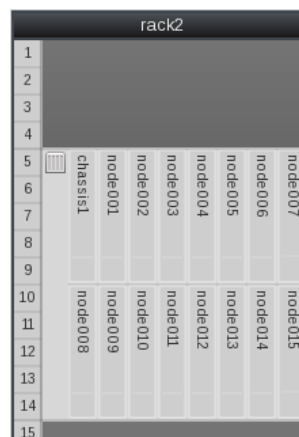 rack2
1
2
3
4
5
6
7
8
9
10
11
12
13
14
15
chassis1
node001
node002
node003
node004
node005
node006
node007
node008
node009
node010
node011
node012
node013
node014
node015